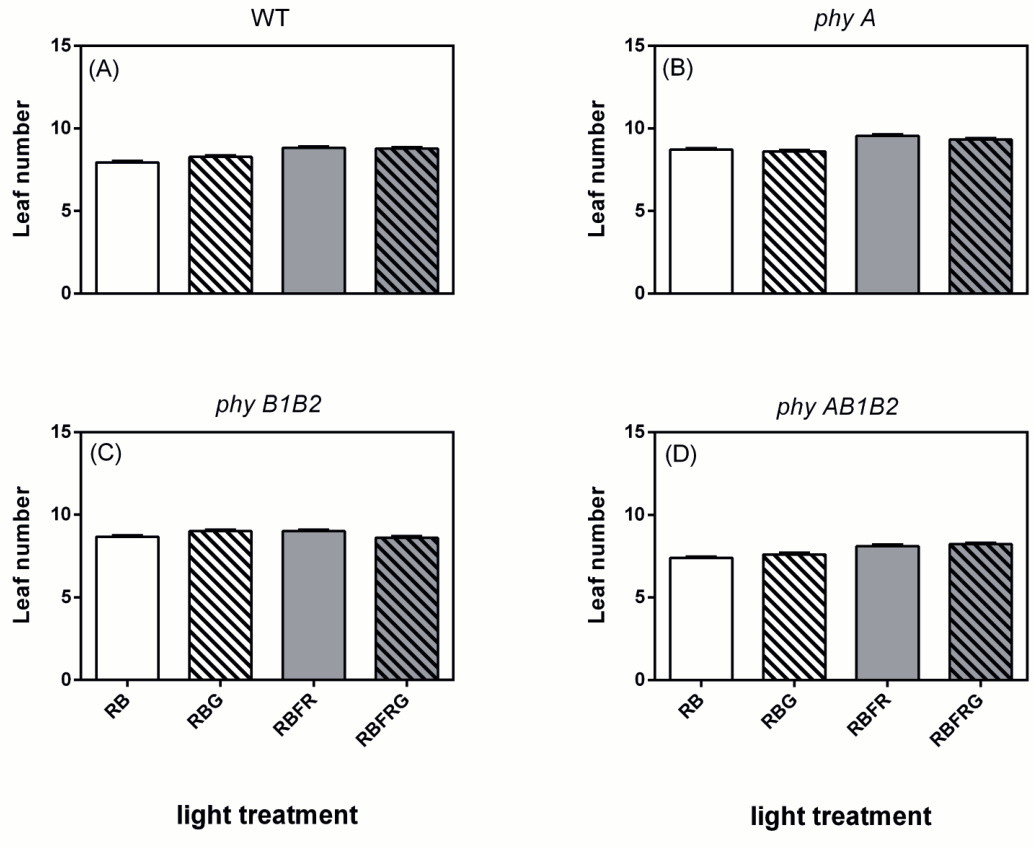 WT
(A)
Leaf number
15
10
5
0
phy A
(B)
Leaf number
15
10
5
0
phy B1B2
(C)
Leaf number
15
10
5
0
RB
RBG
RBFR
RBFRG
light treatment
phy AB1B2
(D)
Leaf number
15
10
5
0
RB
RBG
RBFR
RBFRG
light treatment